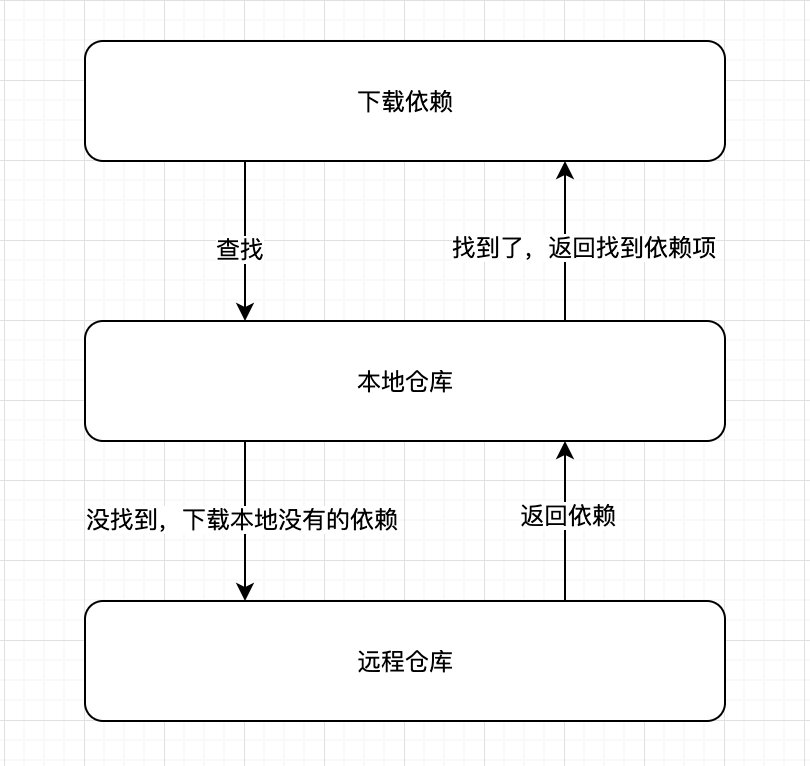 下载依赖
查找
找到了，返回找到依赖项
本地仓库
没找到，下载本地没有的依赖
返回依赖
远程仓库